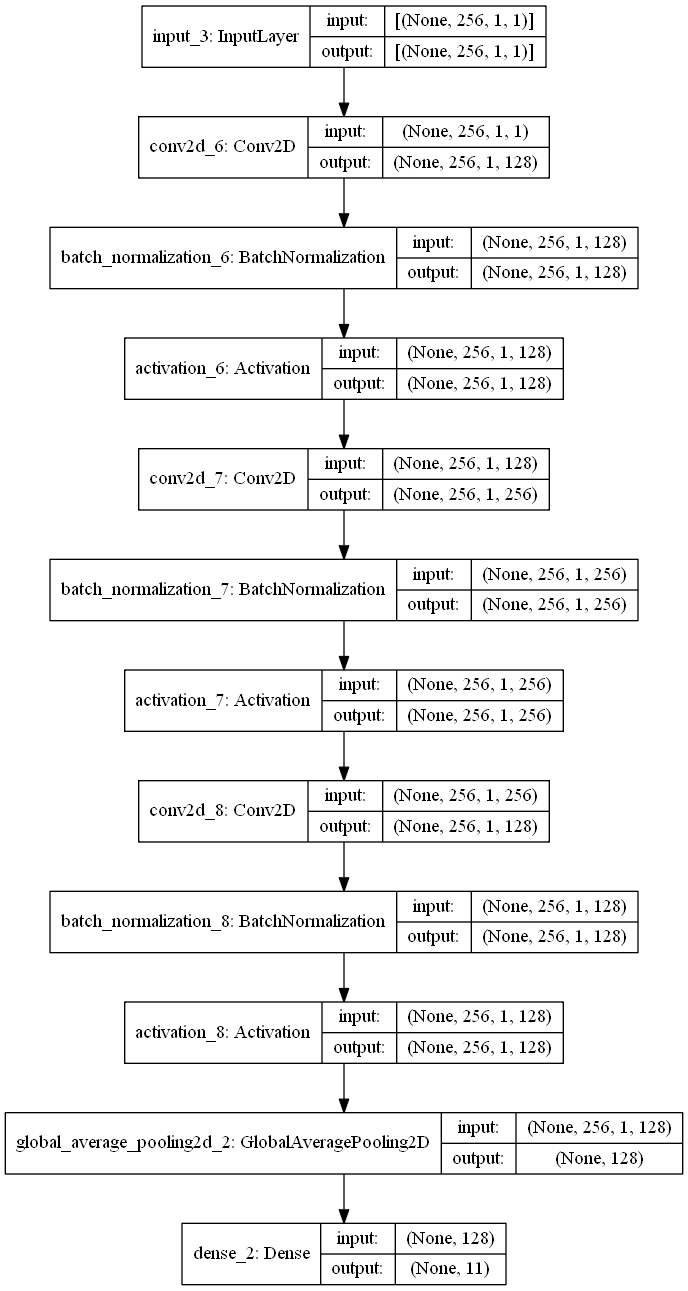 input_3: InputLayer
input: [(None, 256, 1, 1)]
output: [(None, 256, 1, 1)]
conv2d_6: Conv2D
input: (None, 256, 1, 1)
output: (None, 256, 1, 128)
batch_normalization_6: BatchNormalization
input: (None, 256, 1, 128)
output: (None, 256, 1, 128)
activation_6: Activation
input: (None, 256, 1, 128)
output: (None, 256, 1, 128)
conv2d_7: Conv2D
input: (None, 256, 1, 128)
output: (None, 256, 1, 256)
batch_normalization_7: BatchNormalization
input: (None, 256, 1, 256)
output: (None, 256, 1, 256)
activation_7: Activation
input: (None, 256, 1, 256)
output: (None, 256, 1, 256)
conv2d_8: Conv2D
input: (None, 256, 1, 256)
output: (None, 256, 1, 128)
batch_normalization_8: BatchNormalization
input: (None, 256, 1, 128)
output: (None, 256, 1, 128)
activation_8: Activation
input: (None, 256, 1, 128)
output: (None, 256, 1, 128)
global_average_pooling2d_2: GlobalAveragePooling2D
input: (None, 256, 1, 128)
output: (None, 128)
dense_2: Dense
input: (None, 128)
output: (None, 11)